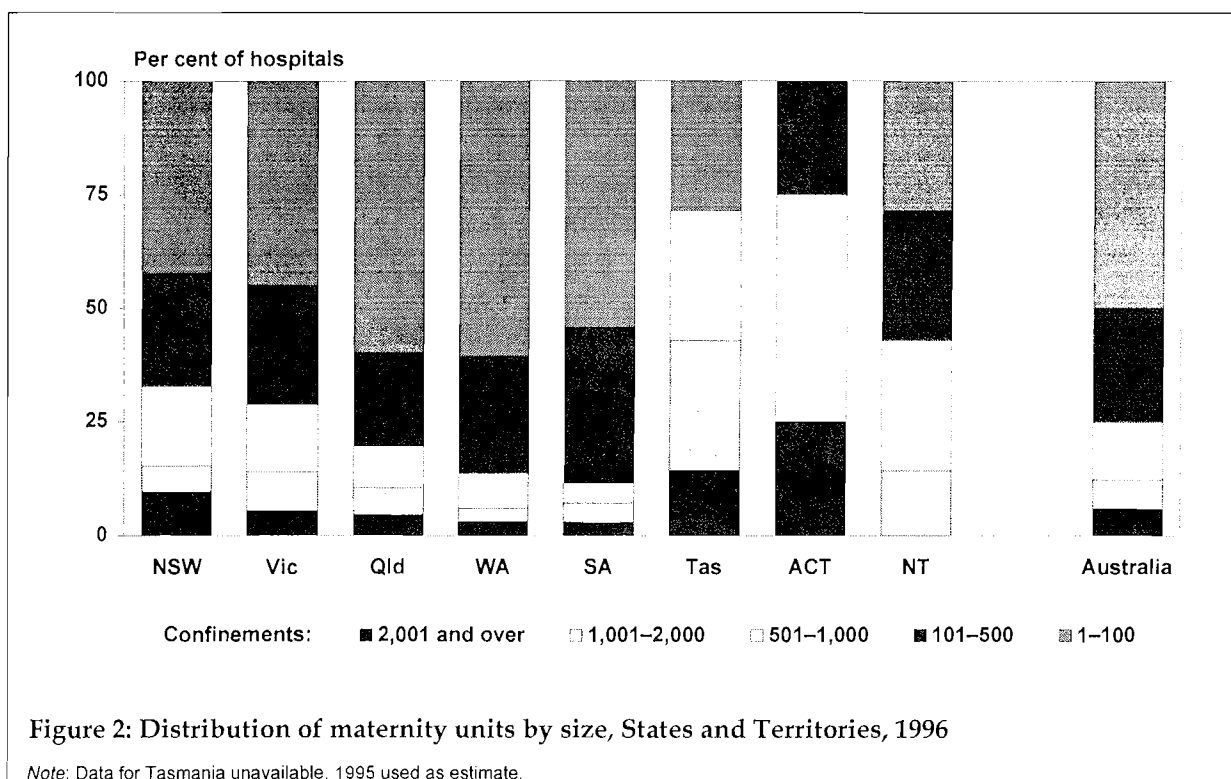 Per cent of hospitals
100
75
50
25
0
NSW Vic Qld WA SA Tas ACT NT Australia
Confinements: 2,001 and over 1,001–2,000 501–1,000 101–500 1–100
Figure 2: Distribution of maternity units by size, States and Territories, 1996
Note: Data for Tasmania unavailable. 1995 used as estimate.